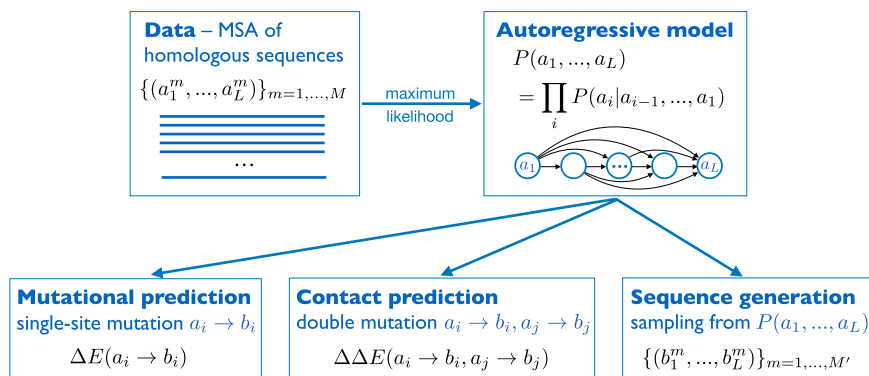 Data – MSA of
homologous sequences
{(a_1^m, ..., a_L^m)}_{m=1,...,M}
...
maximum
likelihood
Autoregressive model
P(a_1, ..., a_L)
= ∏_i P(a_i|a_{i-1}, ..., a_1)
a_1 ... a_L
Mutational prediction
single-site mutation a_i → b_i
ΔE(a_i → b_i)
Contact prediction
double mutation a_i → b_i, a_j → b_j
ΔΔE(a_i → b_i, a_j → b_j)
Sequence generation
sampling from P(a_1, ..., a_L)
{(b_1^m, ..., b_L^m)}_{m=1,...,M'}